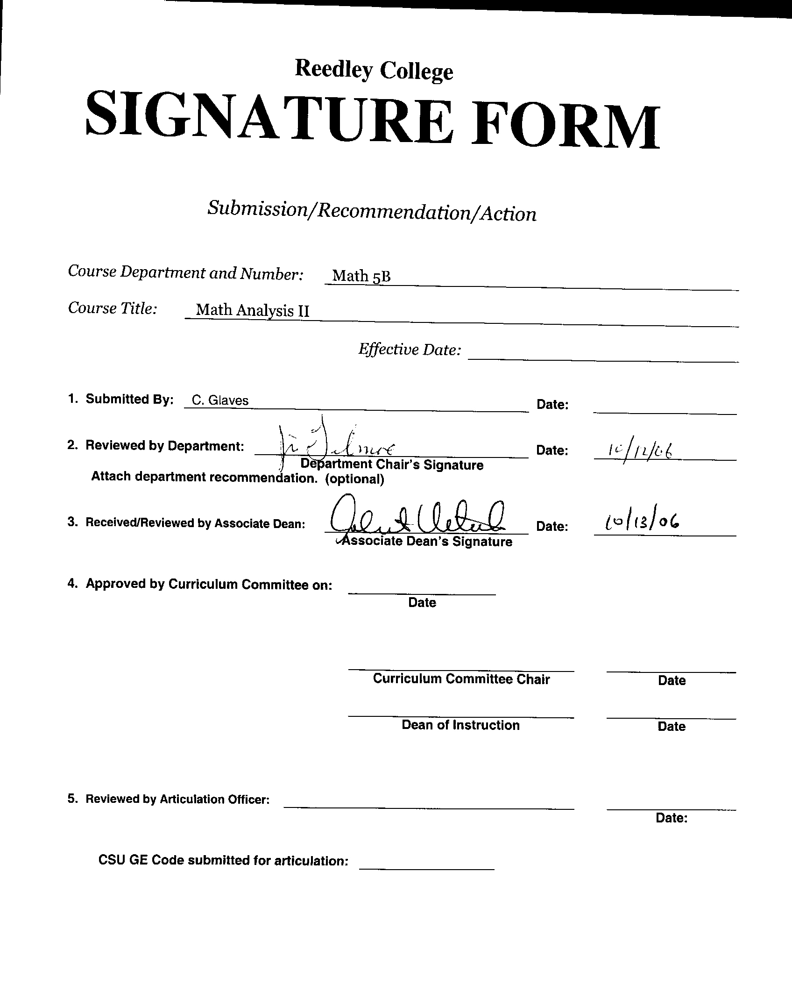 Reedley College
SIGNATURE FORM
Submission/Recommendation/Action
Course Department and Number: Math 5B
Course Title: Math Analysis II
Effective Date:
1. Submitted By: C. Glaves Date:
2. Reviewed by Department: Date: 10/12/06
Department Chair's Signature
Attach department recommendation. (optional)
3. Received/Reviewed by Associate Dean: Date: 10/13/06
Associate Dean's Signature
4. Approved by Curriculum Committee on:
Date
Curriculum Committee Chair Date
Dean of Instruction Date
5. Reviewed by Articulation Officer:
Date:
CSU GE Code submitted for articulation: